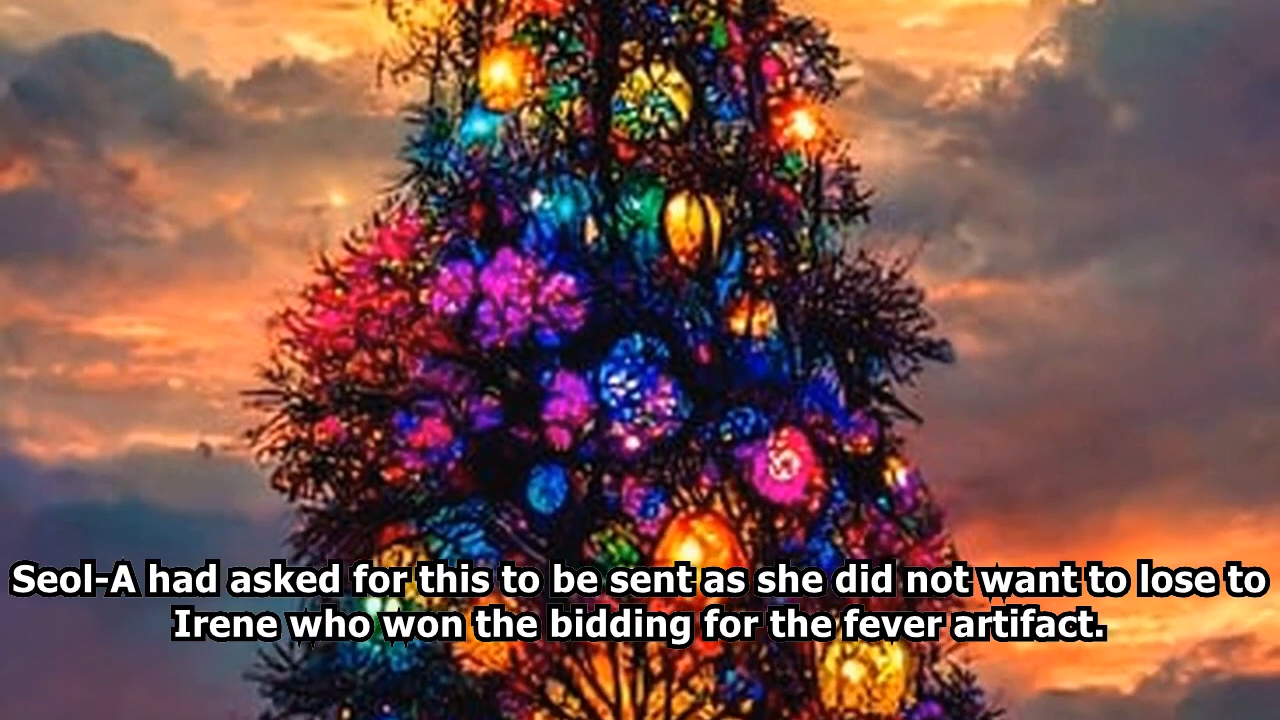 Seol-A had asked for this to be sent as she did not want to lose to
Irene who won the bidding for the fever artifact.